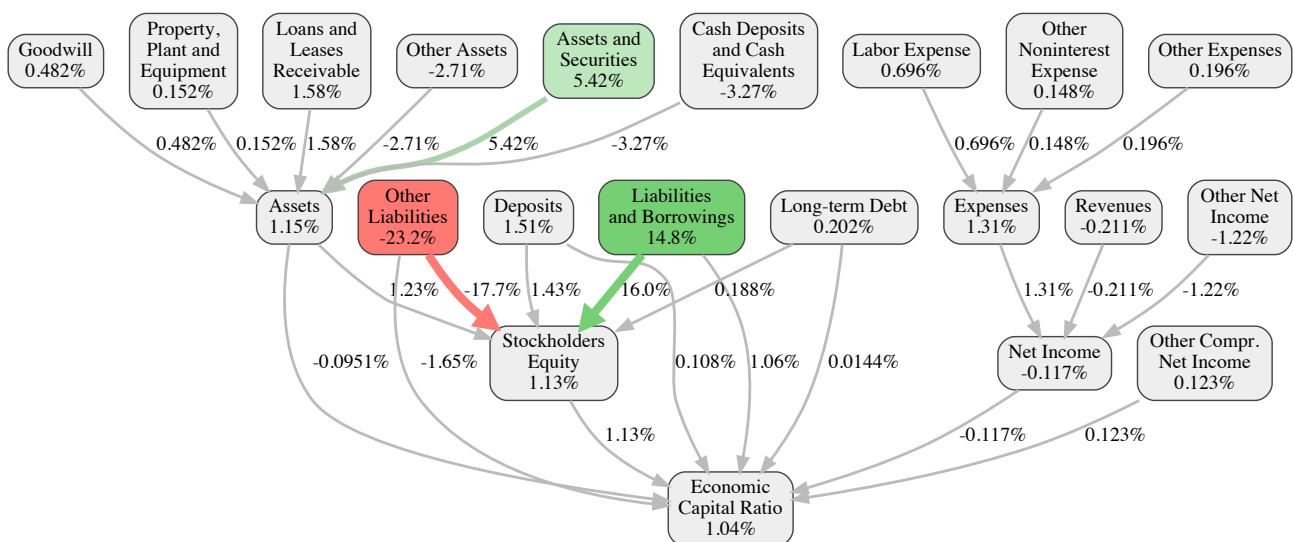 Goodwill
0.482%
Property,
Plant and
Equipment
0.152%
Loans and
Leases
Receivable
1.58%
Other Assets
-2.71%
Assets and
Securities
5.42%
Cash Deposits
and Cash
Equivalents
-3.27%
Labor Expense
0.696%
Other
Noninterest
Expense
0.148%
Other Expenses
0.196%
0.482%
0.152%
1.58%
-2.71%
5.42%
-3.27%
0.696%
0.148%
0.196%
Assets
1.15%
Other
Liabilities
-23.2%
Deposits
1.51%
Liabilities
and Borrowings
14.8%
Long-term Debt
0.202%
Expenses
1.31%
Revenues
-0.211%
Other Net
Income
-1.22%
1.23%
-17.7%
1.43%
16.0%
0.188%
1.31%
-0.211%
-1.22%
Stockholders
Equity
1.13%
Net Income
-0.117%
Other Compr.
Net Income
0.123%
-0.0951%
-1.65%
0.108%
1.06%
0.0144%
1.13%
-0.117%
0.123%
Economic
Capital Ratio
1.04%